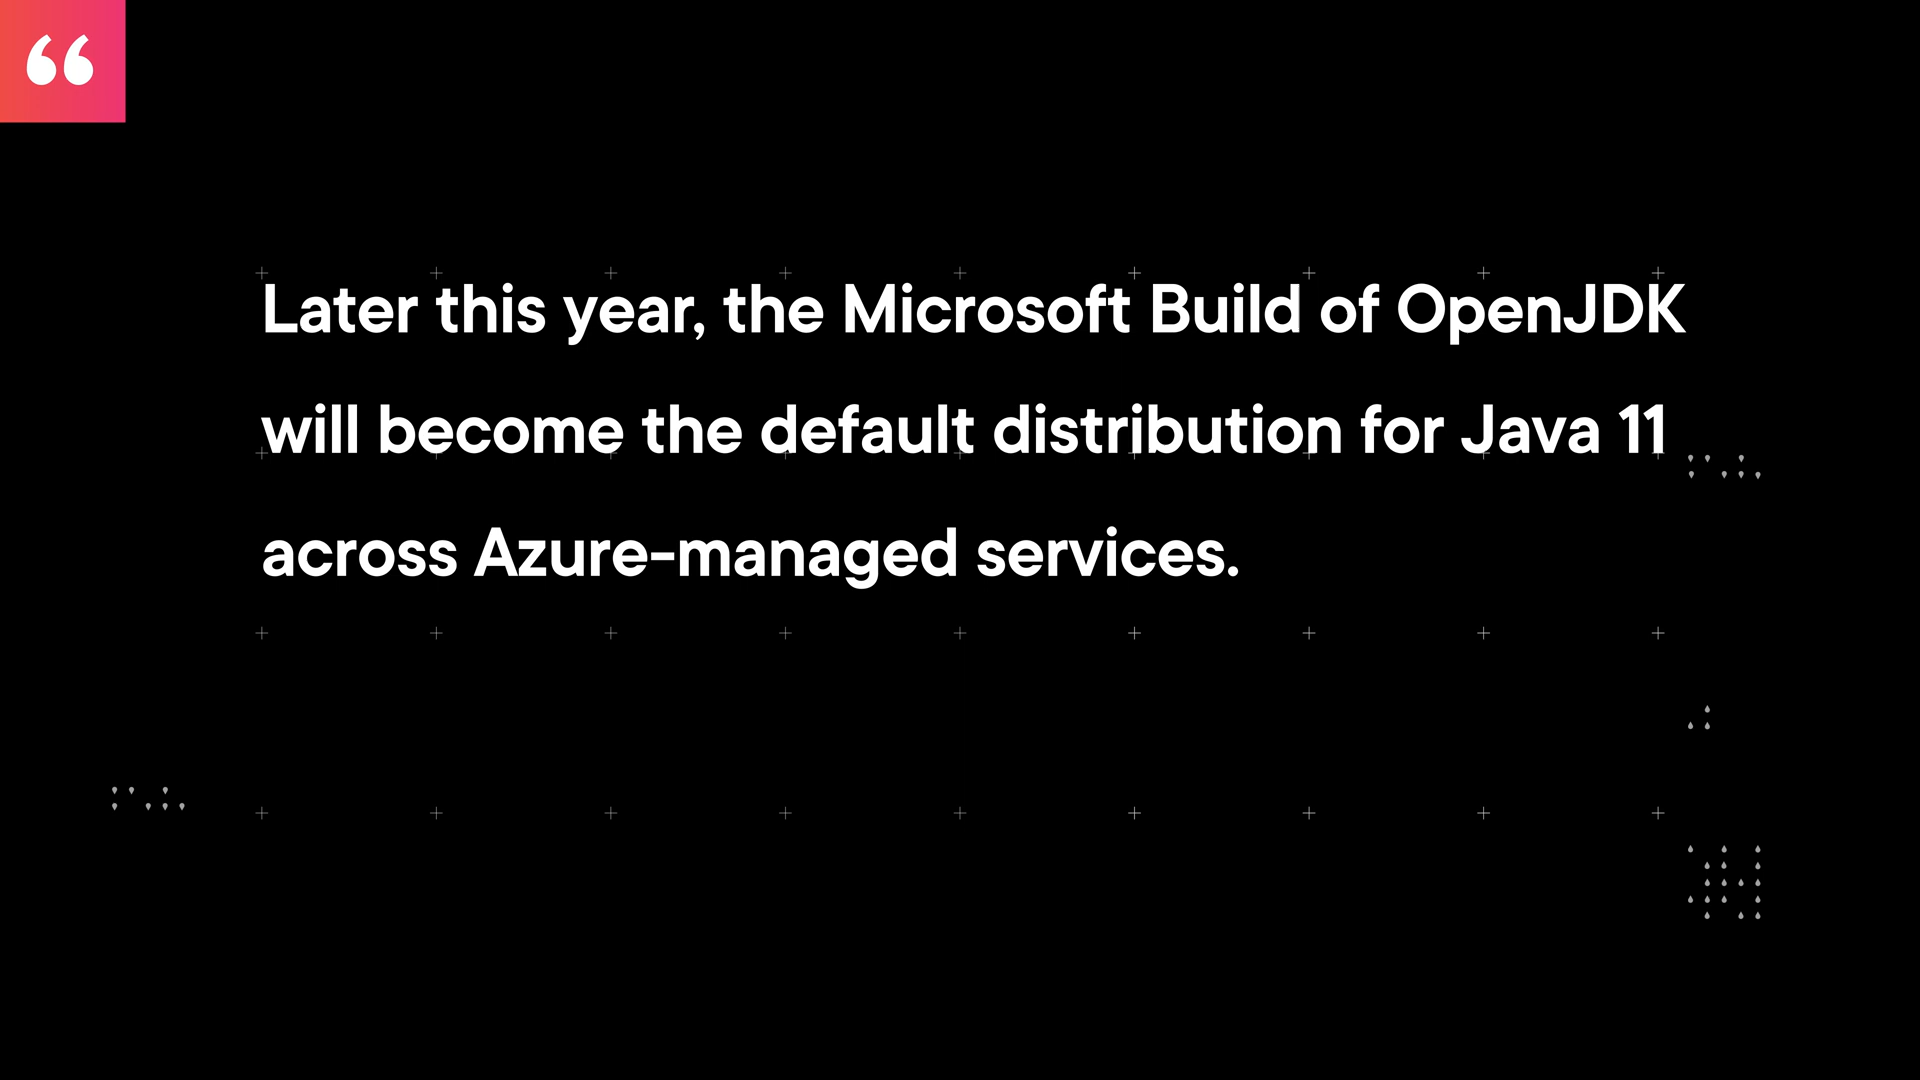 “
Later this year, the Microsoft Build of OpenJDK
will become the default distribution for Java 11
across Azure-managed services.